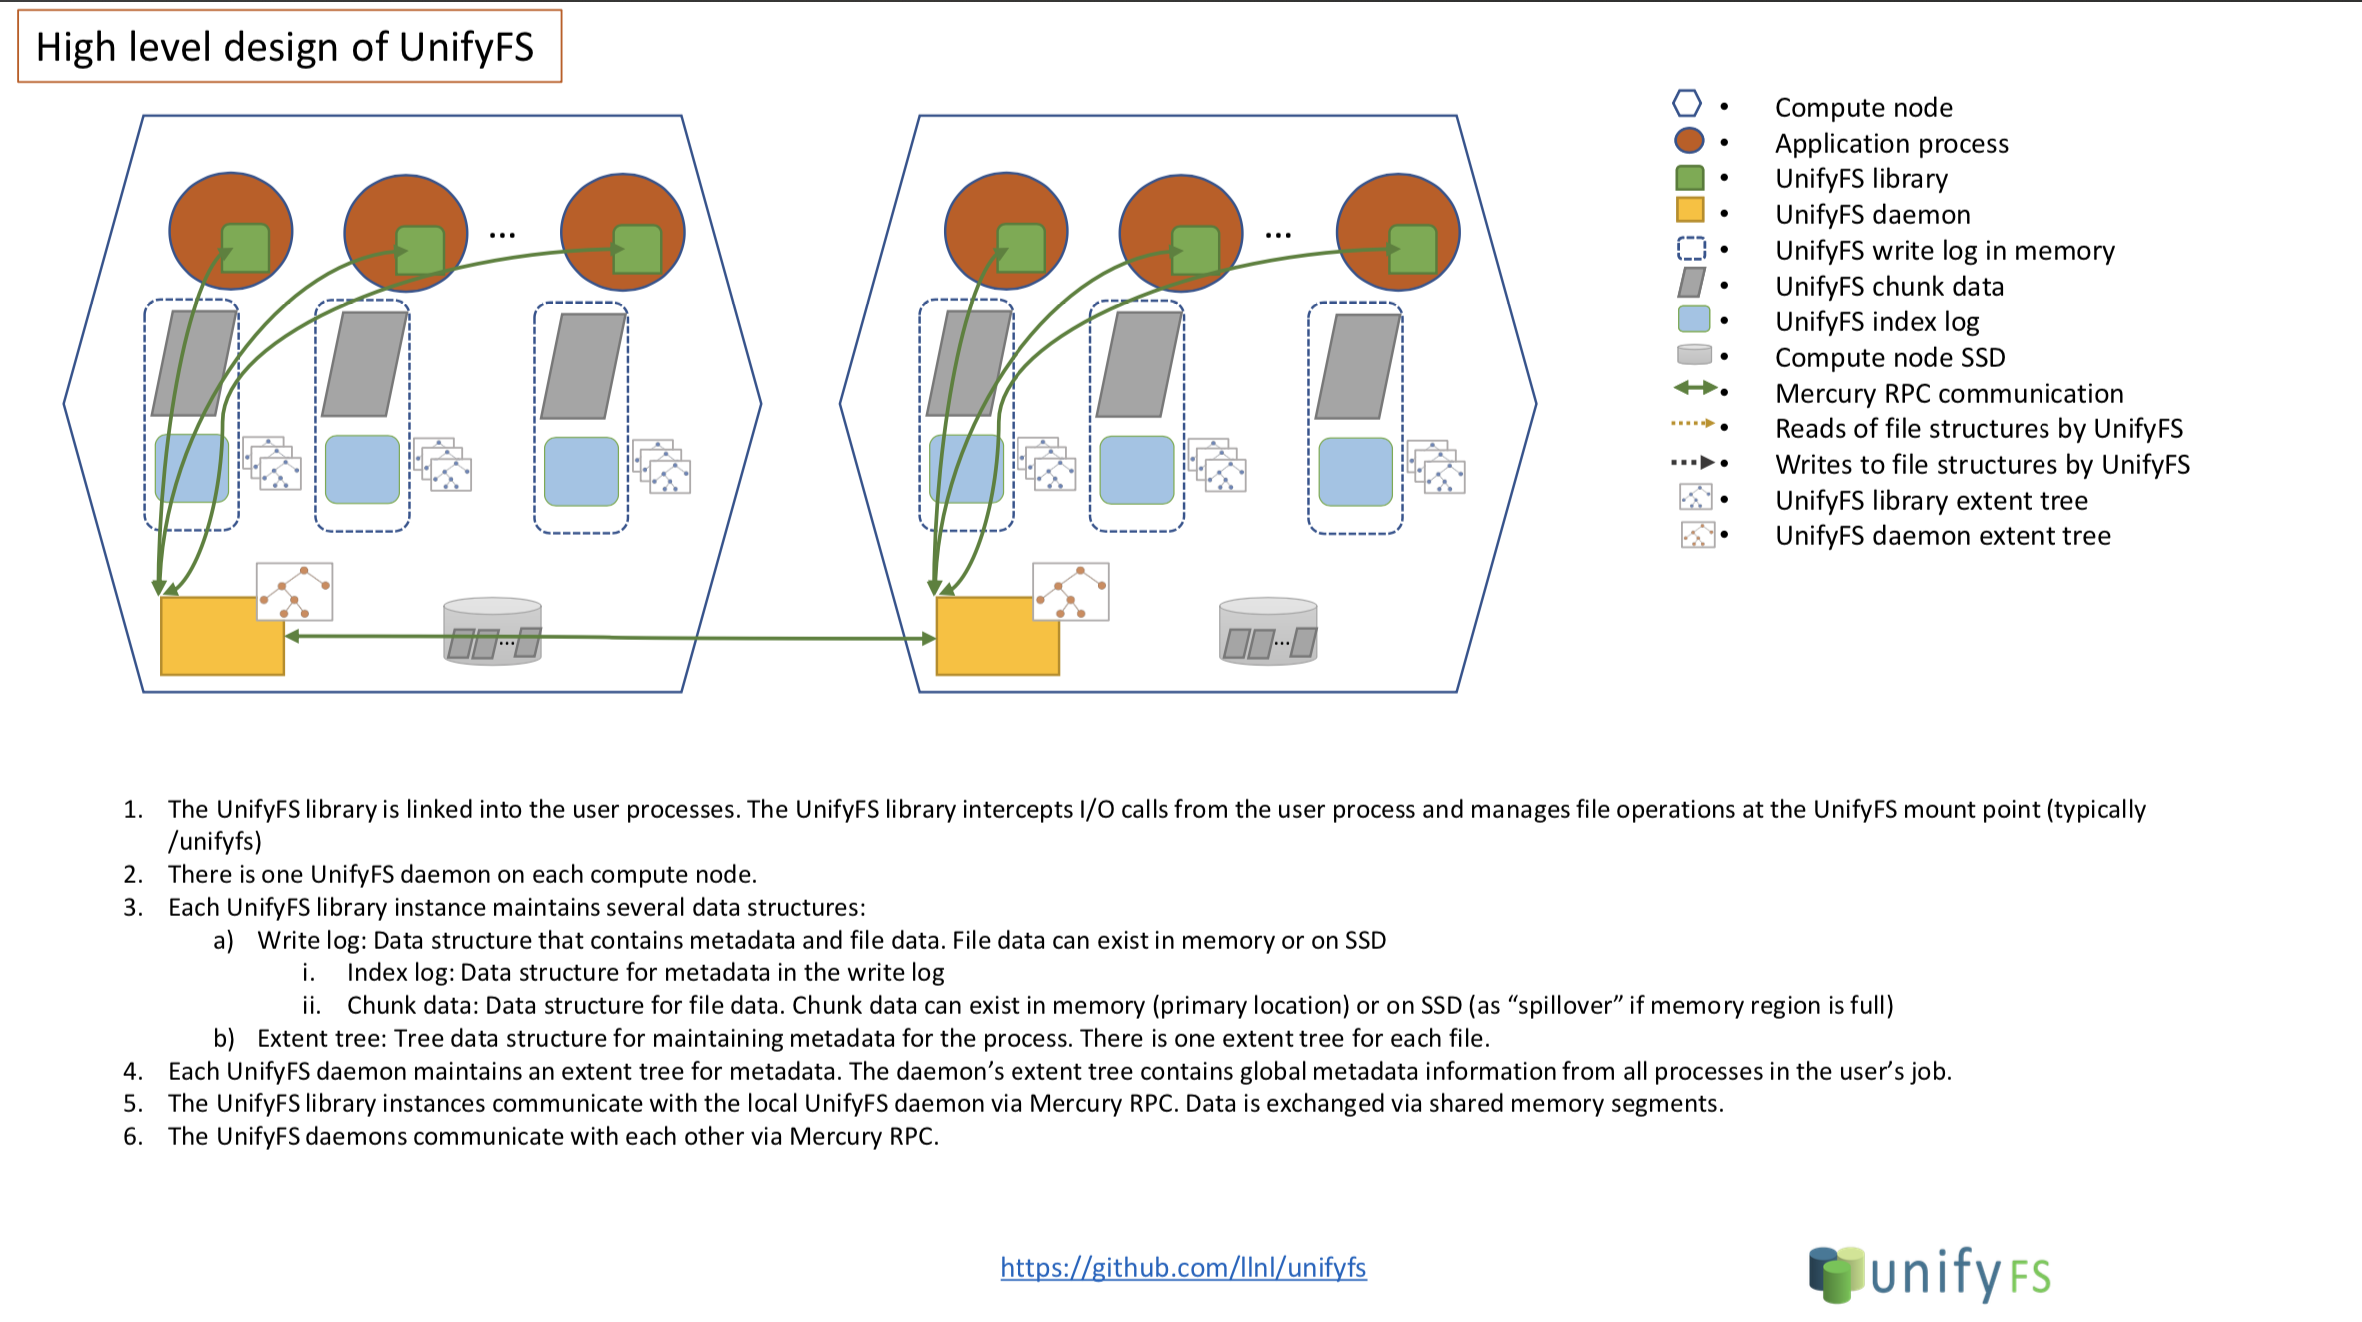 High level design of UnifyFS
...
...
• Compute node
• Application process
• UnifyFS library
• UnifyFS daemon
• UnifyFS write log in memory
• UnifyFS chunk data
• UnifyFS index log
• Compute node SSD
• Mercury RPC communication
• Reads of file structures by UnifyFS
• Writes to file structures by UnifyFS
• UnifyFS library extent tree
• UnifyFS daemon extent tree
...
...
1. The UnifyFS library is linked into the user processes. The UnifyFS library intercepts I/O calls from the user process and manages file operations at the UnifyFS mount point (typically
/unifyfs)
2. There is one UnifyFS daemon on each compute node.
3. Each UnifyFS library instance maintains several data structures:
a) Write log: Data structure that contains metadata and file data. File data can exist in memory or on SSD
i. Index log: Data structure for metadata in the write log
ii. Chunk data: Data structure for file data. Chunk data can exist in memory (primary location) or on SSD (as “spillover” if memory region is full)
b) Extent tree: Tree data structure for maintaining metadata for the process. There is one extent tree for each file.
4. Each UnifyFS daemon maintains an extent tree for metadata. The daemon’s extent tree contains global metadata information from all processes in the user’s job.
5. The UnifyFS library instances communicate with the local UnifyFS daemon via Mercury RPC. Data is exchanged via shared memory segments.
6. The UnifyFS daemons communicate with each other via Mercury RPC.
https://github.com/llnl/unifyfs
unifyFS